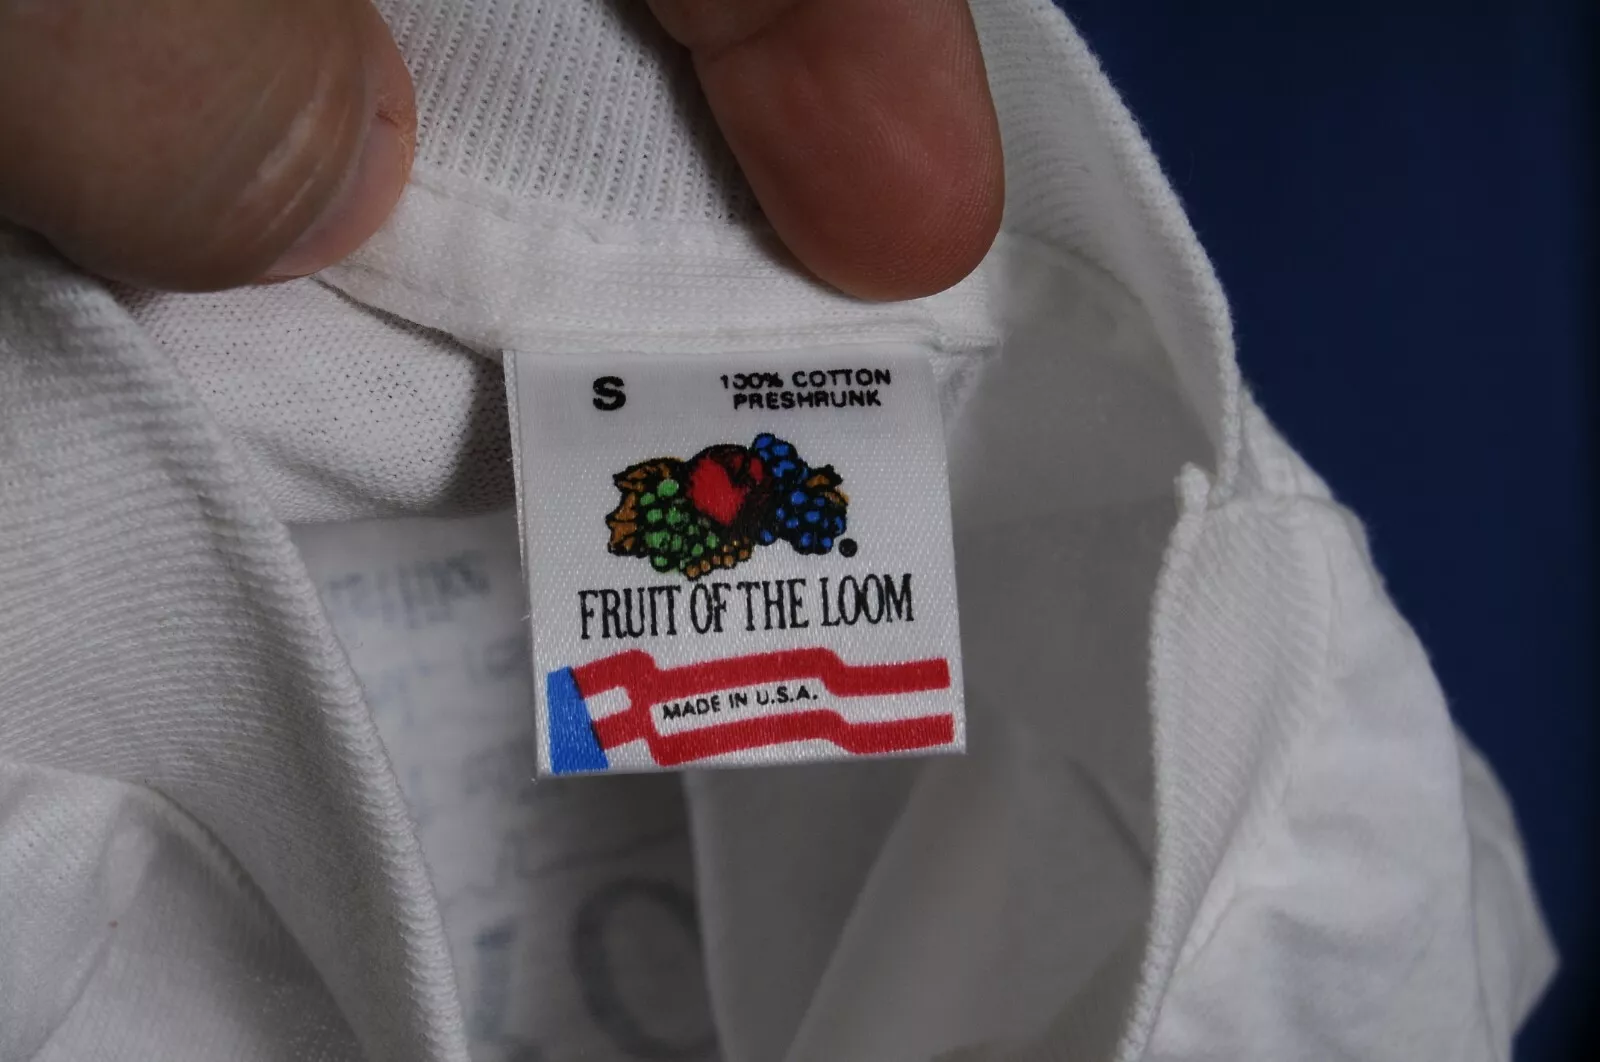 S
100% COTTON
PRESHRUNK
FRUIT OF THE LOOM
MADE IN U.S.A.